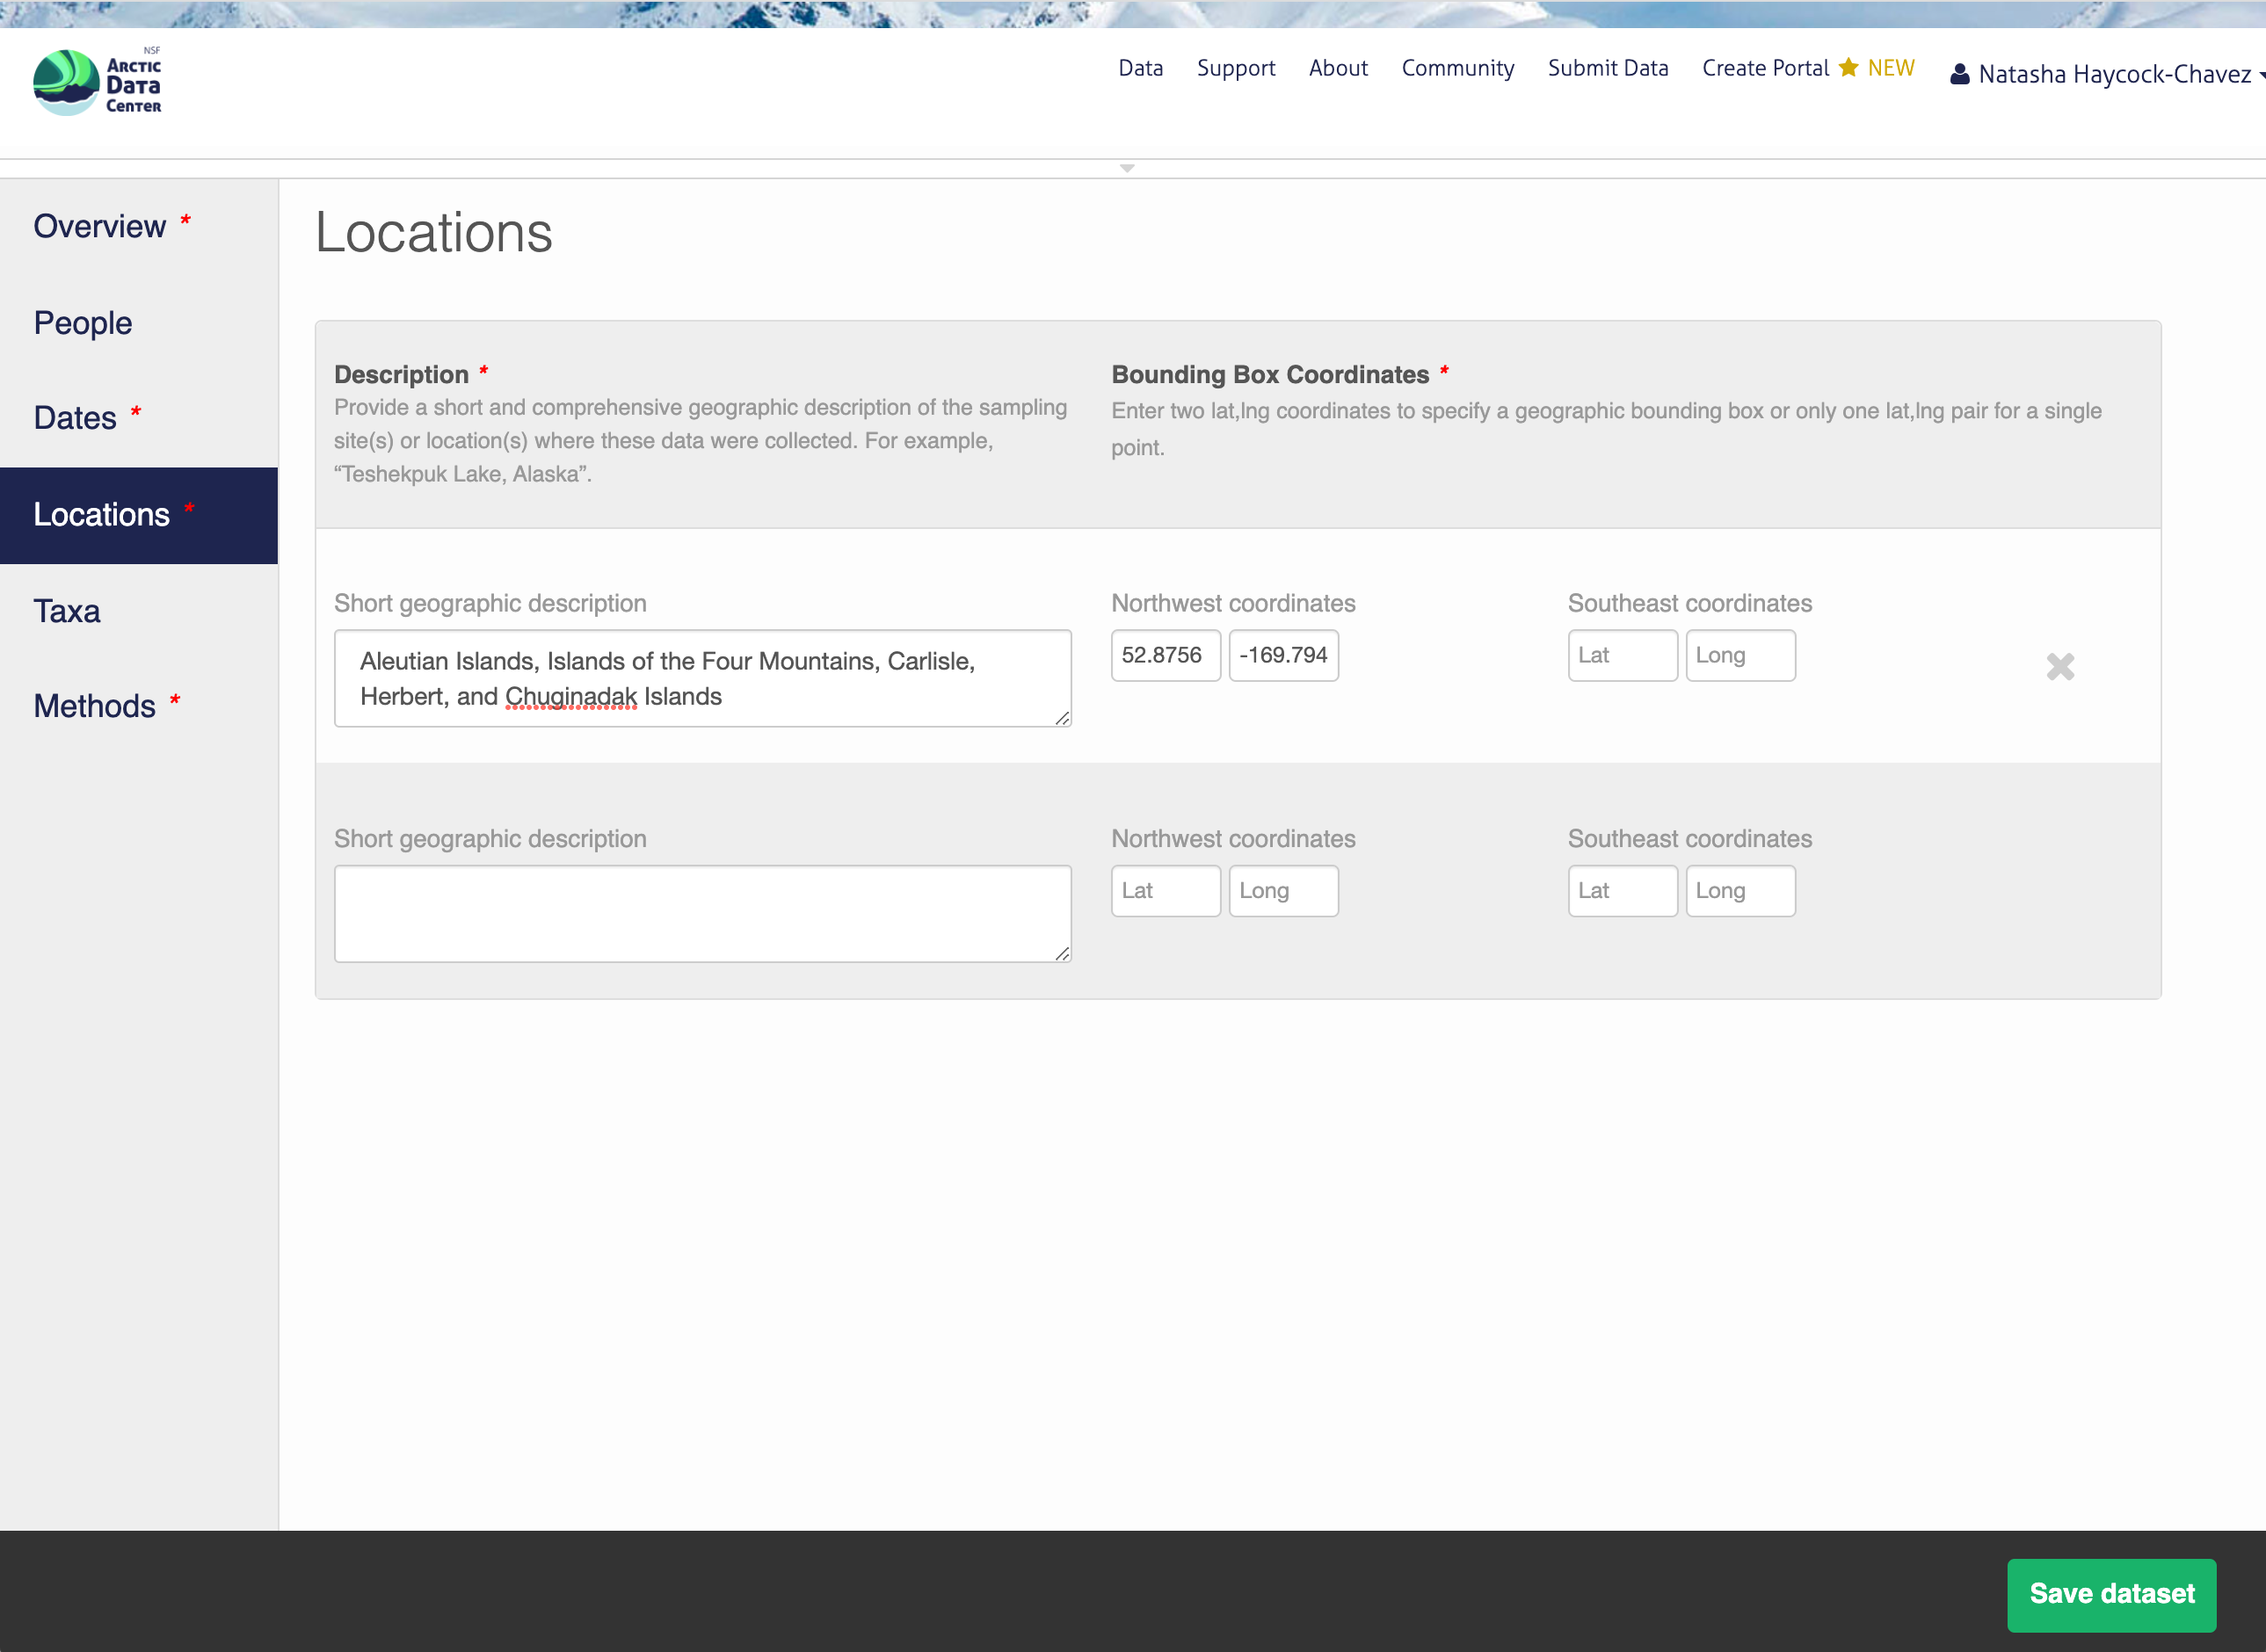 NSF
ARCTIC
DATA
CENTER
Data Support About Community Submit Data Create Portal NEW Natasha Haycock-Chavez
Overview *
People
Dates *
Locations *
Taxa
Methods *
Locations
Description *
Provide a short and comprehensive geographic description of the sampling
site(s) or location(s) where these data were collected. For example,
“Teshekpuk Lake, Alaska”.
Bounding Box Coordinates *
Enter two lat,lng coordinates to specify a geographic bounding box or only one lat,lng pair for a single
point.
Short geographic description
Aleutian Islands, Islands of the Four Mountains, Carlisle,
Herbert, and Chuginadak Islands
Northwest coordinates
52.8756 -169.794
Southeast coordinates
Lat Long
Short geographic description
Northwest coordinates
Lat Long
Southeast coordinates
Lat Long
Save dataset